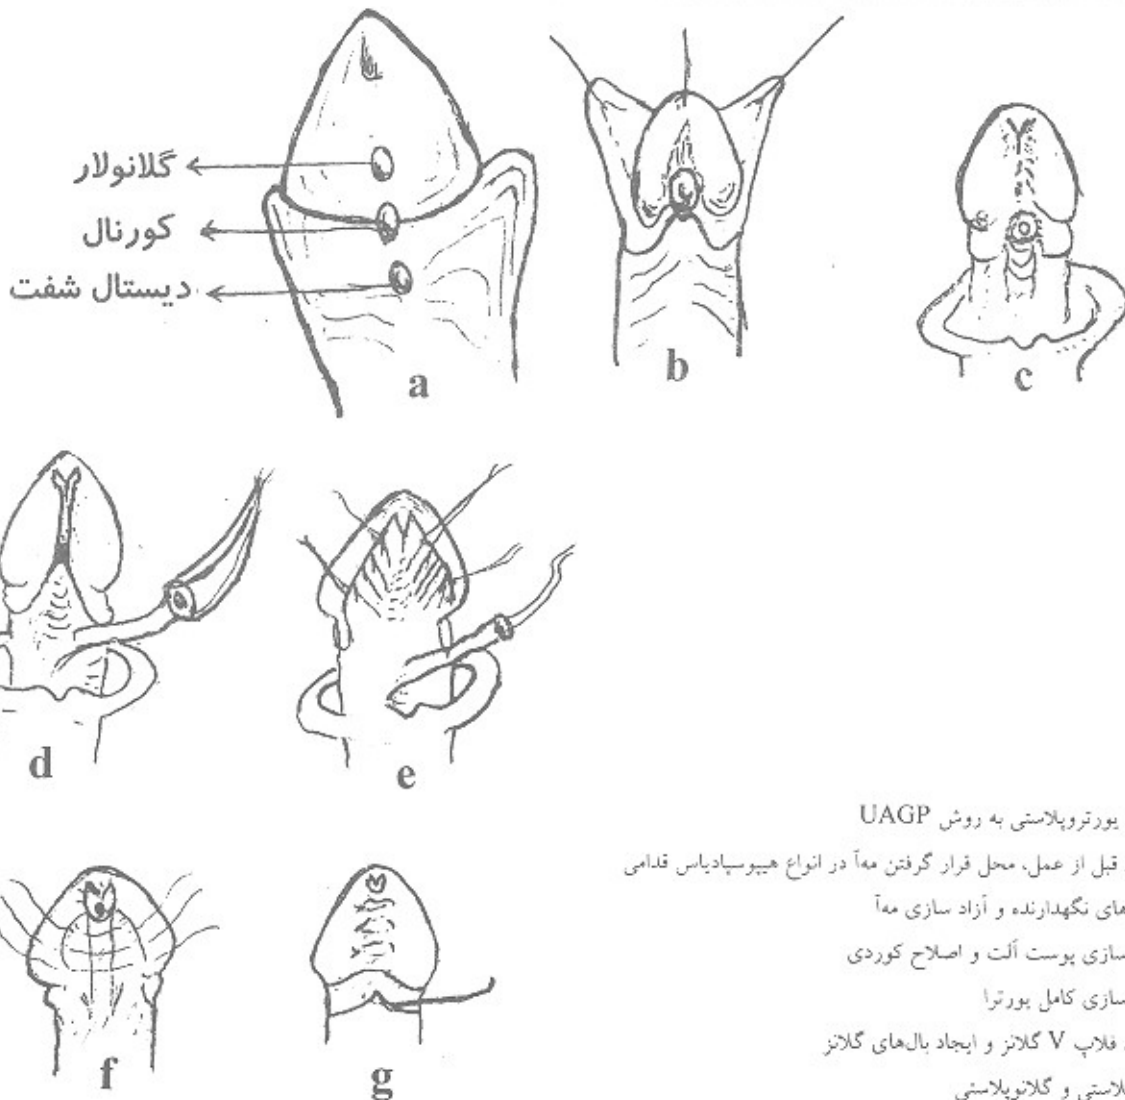 گلانولار
کورنال
دیستال شفت
a
b
c
d
e
f
g
یورتروپلاستی به روش UAGP
قبل از عمل، محل قرار گرفتن مه‌آ در انواع هیپوسپادیاس قدامی
های نگهدارنده و آزاد سازی مه‌آ
سازی پوست آلت و اصلاح کوردی
سازی کامل یورترا
فلاپ V گلانز و ایجاد بال‌های گلانز
لاستی و گلانوپلاستی